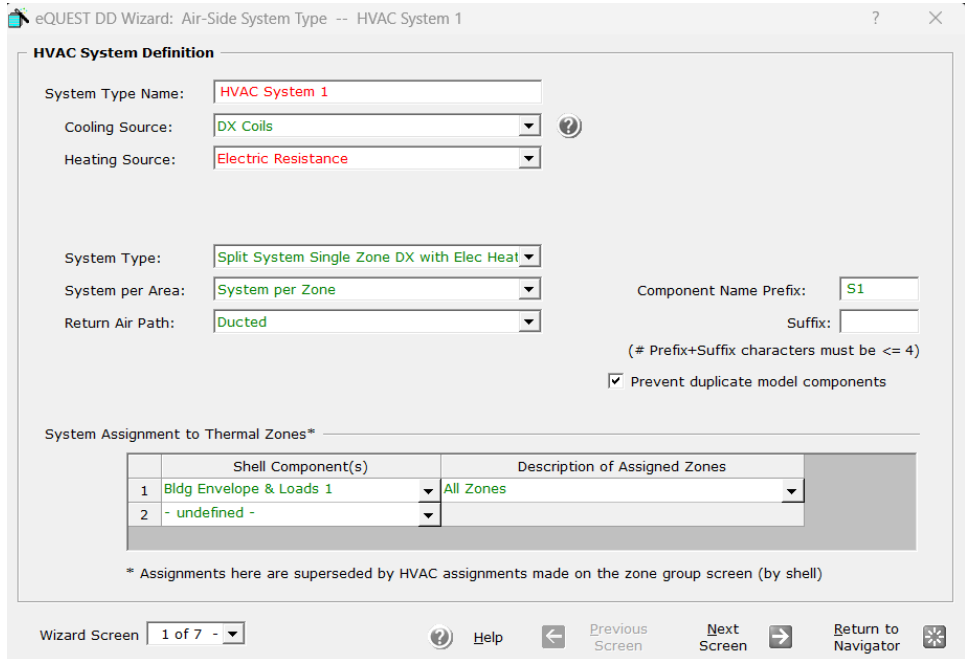 eQUEST DD Wizard: Air-Side System Type -- HVAC System 1
?
HVAC System Definition
System Type Name: HVAC System 1
Cooling Source: DX Coils
?
Heating Source: Electric Resistance
System Type: Split System Single Zone DX with Elec Heat
System per Area: System per Zone
Component Name Prefix: S1
Return Air Path: Ducted
Suffix:
(# Prefix+Suffix characters must be <= 4)
Prevent duplicate model components
System Assignment to Thermal Zones*
Shell Component(s) Description of Assigned Zones
1 Bldg Envelope & Loads 1 All Zones
2 - undefined -
* Assignments here are superseded by HVAC assignments made on the zone group screen (by shell)
Wizard Screen 1 of 7 -
? Help
Previous
Screen
Next
Screen
Return to
Navigator